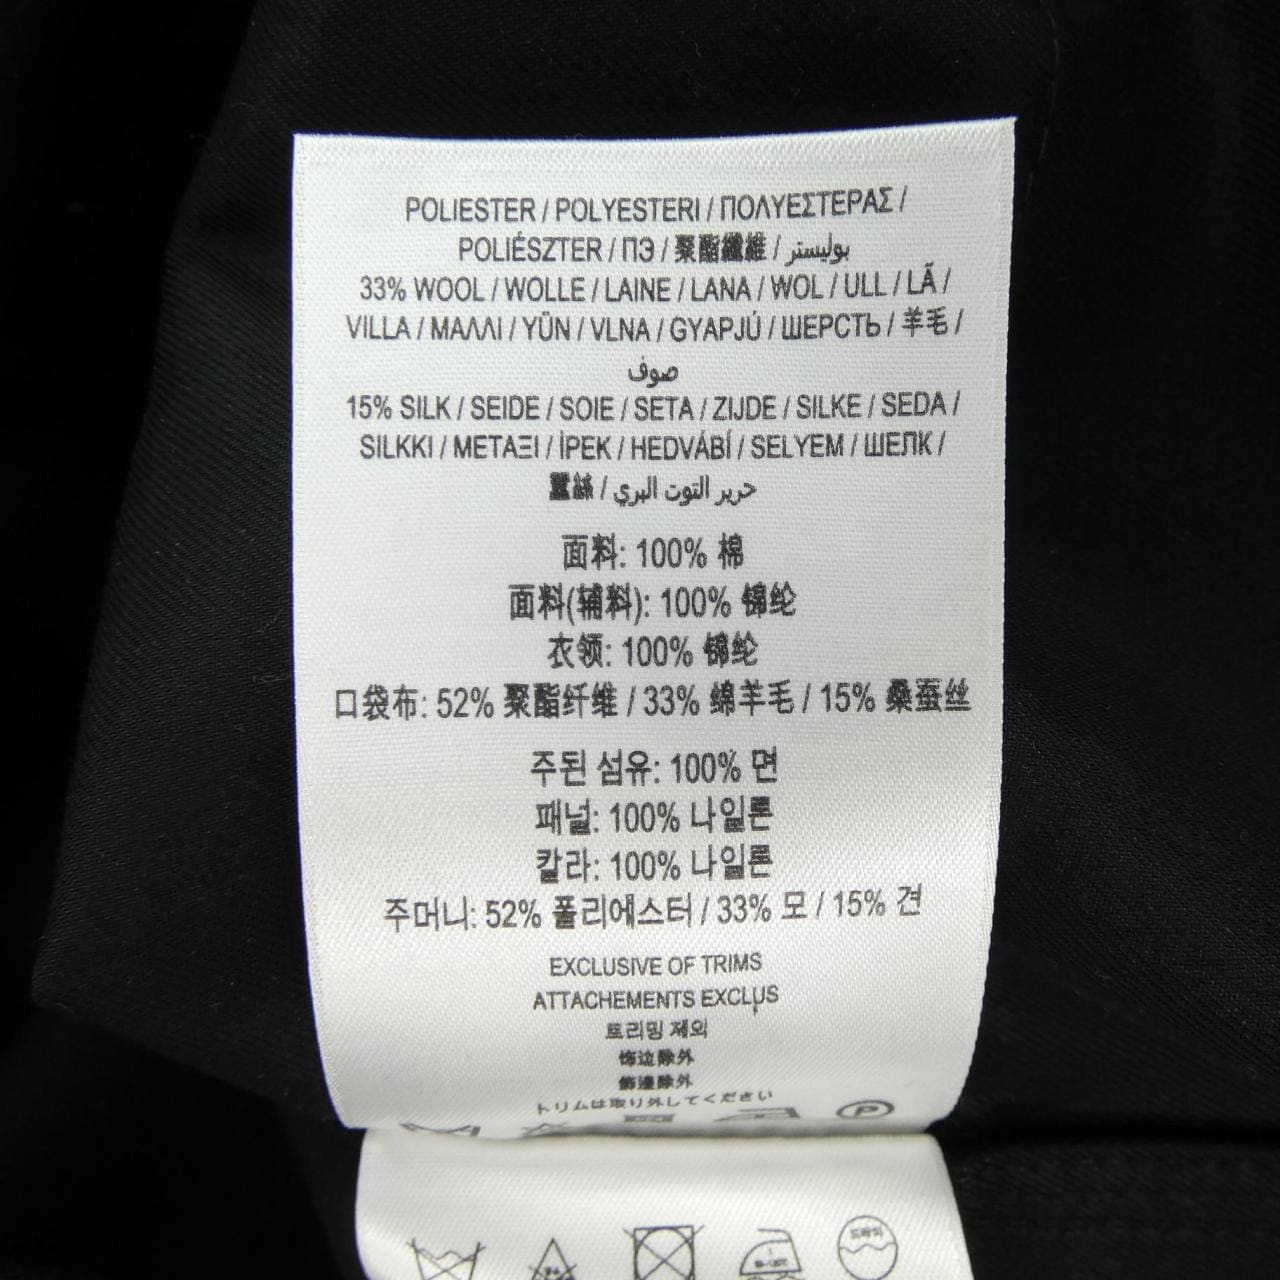 POLIESTER / POLYESTERI / ΠΟΛΥΕΣΤΕΡΑΣ /
POLIÉSZTER / ПЭ / 聚酯纖維 / بوليستر
33% WOOL / WOLLE / LAINE / LANA / WOL / ULL / LÃ /
VILLA / ΜΑΛΛΙ / YÜN / VLNA / GYAPJÚ / ШЕРСТЬ / 羊毛 /
صوف
15% SILK / SEIDE / SOIE / SETA / ZIJDE / SILKE / SEDA /
SILKKI / ΜΕΤΑΞΙ / İPEK / HEDVÁBÍ / SELYEM / ШЕЛК /
蠶絲 / حرير التوت البري
面料: 100% 棉
面料(辅料): 100% 锦纶
衣领: 100% 锦纶
口袋布: 52% 聚酯纤维 / 33% 绵羊毛 / 15% 桑蚕丝
주된 섬유: 100% 면
패널: 100% 나일론
칼라: 100% 나일론
주머니: 52% 폴리에스터 / 33% 모 / 15% 견
EXCLUSIVE OF TRIMS
ATTACHEMENTS EXCLUS
트리밍 제외
饰边除外
飾邊除外
トリムは取り外してください
P
드라이